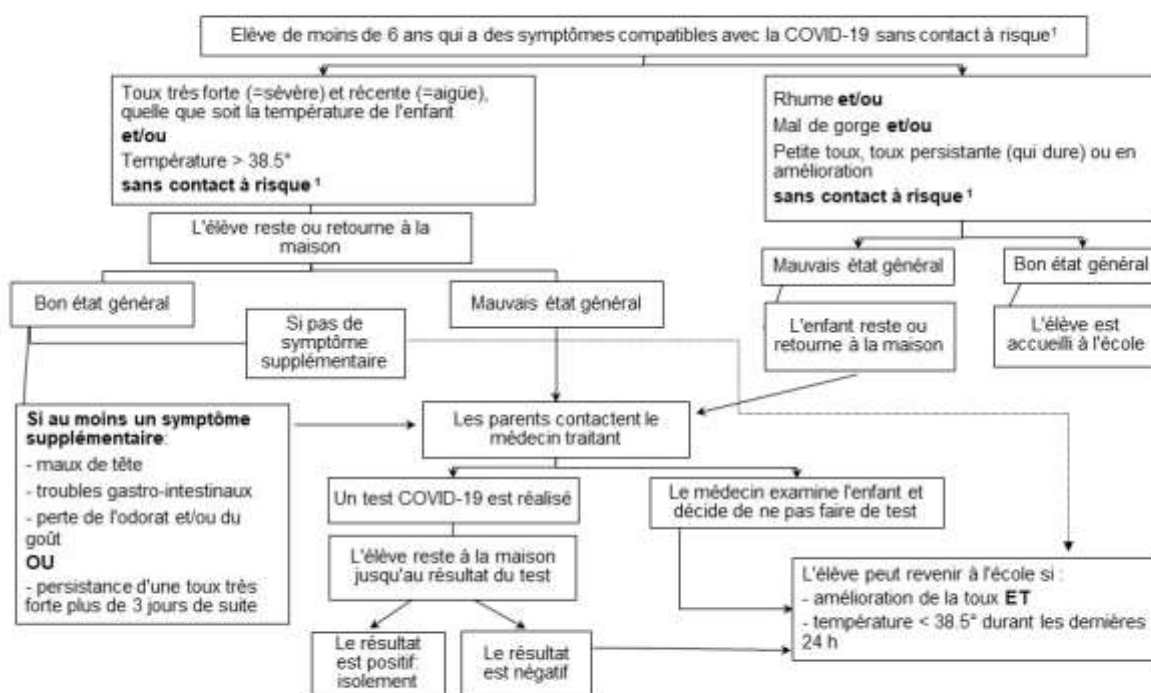 Elève de moins de 6 ans qui a des symptômes compatibles avec la COVID-19 sans contact à risque¹
Toux très forte (=sévère) et récente (=aigüe),
quelle que soit la température de l'enfant
et/ou
Température > 38.5°
sans contact à risque ¹
Rhume et/ou
Mal de gorge et/ou
Petite toux, toux persistante (qui dure) ou en
amélioration
sans contact à risque ¹
L'élève reste ou retourne à la
maison
Mauvais état général
Bon état général
Bon état général
Mauvais état général
Si pas de
symptôme
supplémentaire
L'enfant reste ou
retourne à la maison
L'élève est
accueilli à l'école
Si au moins un symptôme
supplémentaire:
- maux de tête
- troubles gastro-intestinaux
- perte de l'odorat et/ou du
goût
OU
- persistance d'une toux très
forte plus de 3 jours de suite
Les parents contactent le
médecin traitant
Un test COVID-19 est réalisé
Le médecin examine l'enfant et
décide de ne pas faire de test
L'élève reste à la maison
jusqu'au résultat du test
L'élève peut revenir à l'école si :
- amélioration de la toux ET
- température < 38.5° durant les dernières
24 h
Le résultat
est positif:
isolement
Le résultat
est négatif